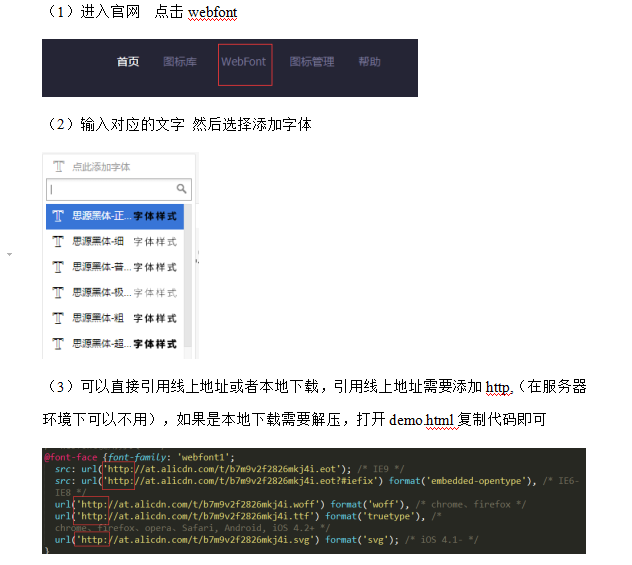 （1）进入官网 点击 webfont
首页 图标库 WebFont 图标管理 帮助
（2）输入对应的文字 然后选择添加字体
点此添加字体
思源黑体-正... 字体样式
思源黑体-细 字体样式
思源黑体-普... 字体样式
思源黑体-极... 字体样式
思源黑体-粗 字体样式
思源黑体-超... 字体样式
（3）可以直接引用线上地址或者本地下载，引用线上地址需要添加 http,（在服务器
环境下可以不用），如果是本地下载需要解压，打开 demo.html 复制代码即可
@font-face {font-family: 'webfont1';
src: url('http://at.alicdn.com/t/b7m9v2f2826mkj4i.eot'); /* IE9 */
src: url('http://at.alicdn.com/t/b7m9v2f2826mkj4i.eot?#iefix') format('embedded-opentype'), /* IE6-
IE8 */
url('http://at.alicdn.com/t/b7m9v2f2826mkj4i.woff') format('woff'), /* chrome、firefox */
url('http://at.alicdn.com/t/b7m9v2f2826mkj4i.ttf') format('truetype'), /*
chrome、firefox、opera、Safari, Android, iOS 4.2+ */
url('http://at.alicdn.com/t/b7m9v2f2826mkj4i.svg') format('svg'); /* iOS 4.1- */
}